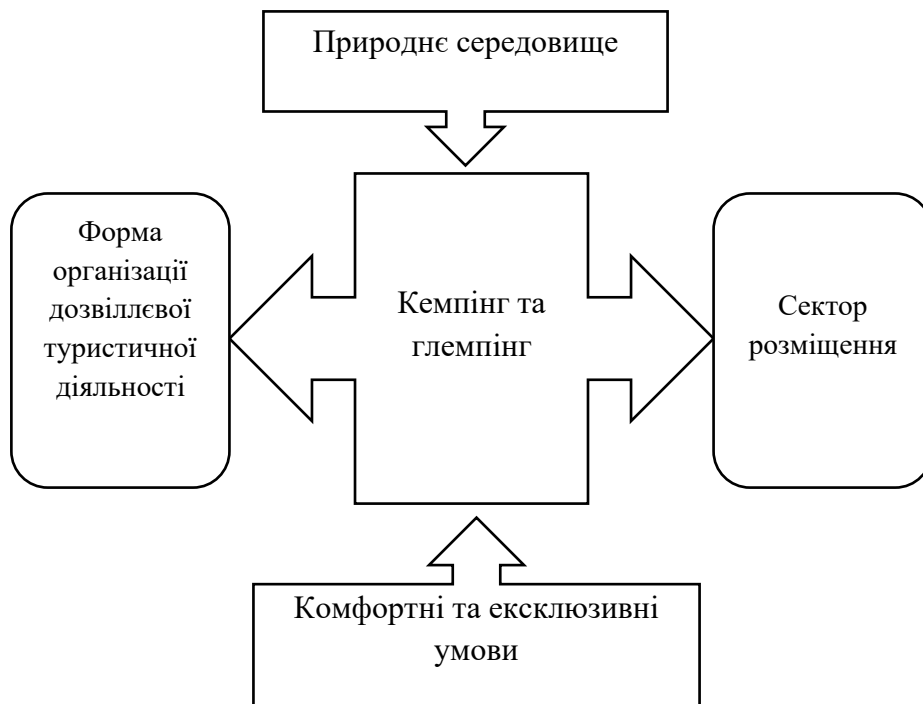 Природнє середовище
Форма
організації
дозвіллєвої
туристичної
діяльності
Кемпінг та
глемпінг
Сектор
розміщення
Комфортні та ексклюзивні
умови